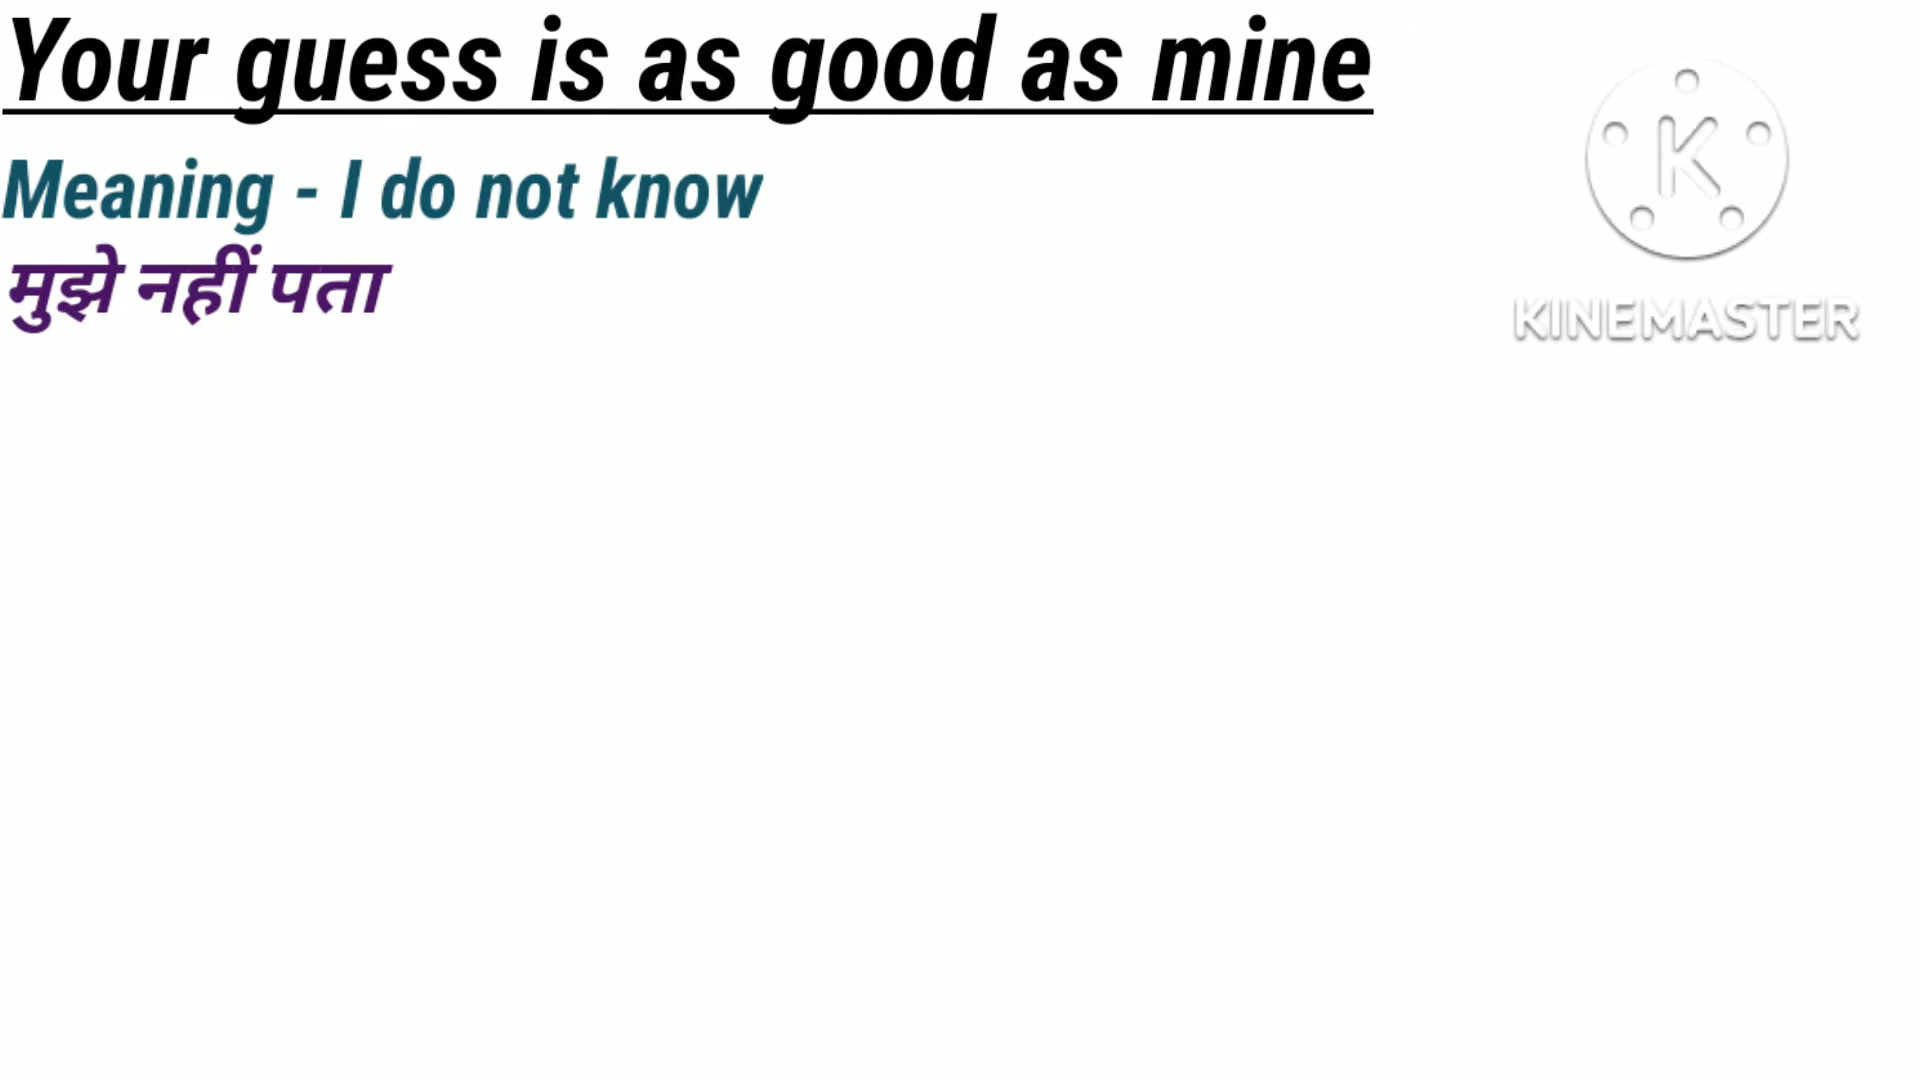 Your guess is as good as mine
Meaning - I do not know
मुझे नहीं पता
K
KINEMASTER